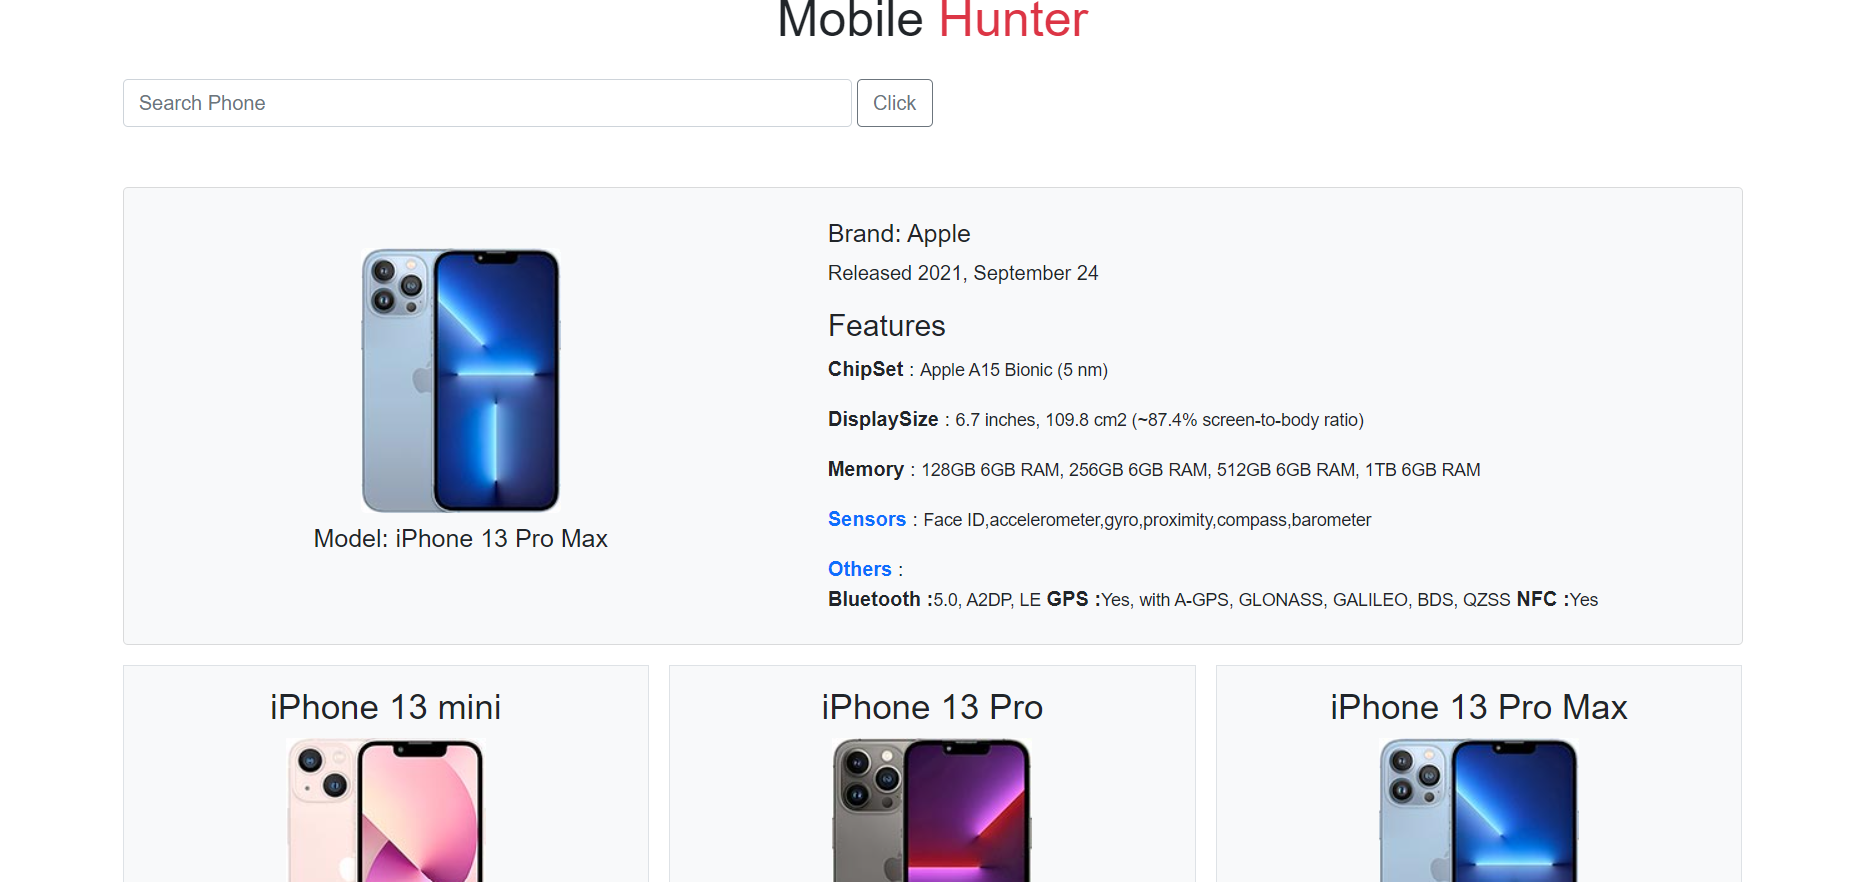 Mobile Hunter
Search Phone
Click
Brand: Apple
Released 2021, September 24
Features
ChipSet : Apple A15 Bionic (5 nm)
DisplaySize : 6.7 inches, 109.8 cm2 (~87.4% screen-to-body ratio)
Memory : 128GB 6GB RAM, 256GB 6GB RAM, 512GB 6GB RAM, 1TB 6GB RAM
Sensors : Face ID,accelerometer,gyro,proximity,compass,barometer
Others :
Bluetooth :5.0, A2DP, LE GPS :Yes, with A-GPS, GLONASS, GALILEO, BDS, QZSS NFC :Yes
Model: iPhone 13 Pro Max
iPhone 13 mini
iPhone 13 Pro
iPhone 13 Pro Max